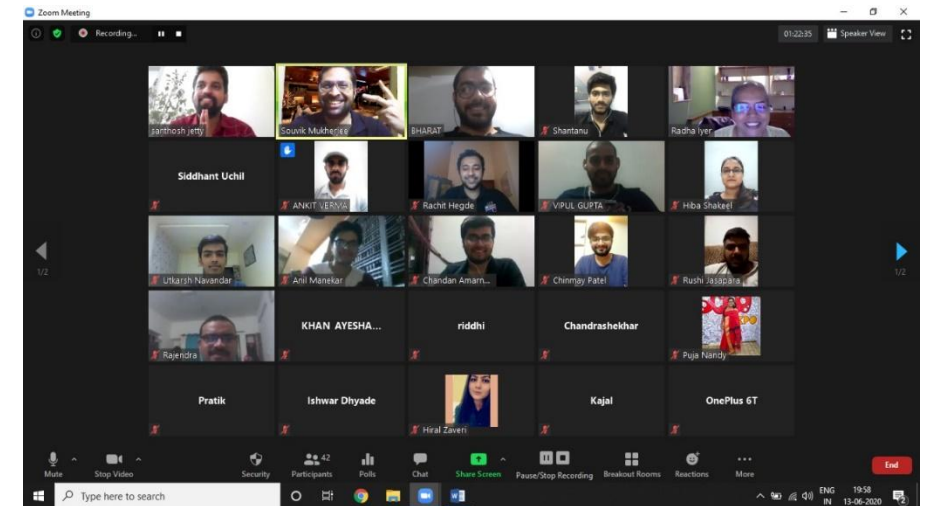 Zoom Meeting
Recording...
01:22:35 Speaker View
santhosh jetty
Souvik Mukherjee
BHARAT
Shantanu
Radha Iyer
Siddhant Uchil
ANKIT VERMA
Rachit Hegde
VIPUL GUPTA
Hiba Shakeel
Utkarsh Navandar
Anil Manekar
Chandan Amarn...
Chinmay Patel
Rushi Jasapara
1/2
1/2
Rajendra
KHAN AYESHA...
riddhi
Chandrashekhar
Puja Nandy
Pratik
Ishwar Dhyade
Hiral Zaveri
Kajal
OnePlus 6T
Mute
Stop Video
Security
42
Participants
Polls
Chat
Share Screen
Pause/Stop Recording
Breakout Rooms
Reactions
More
End
Type here to search
ENG
IN
19:58
13-06-2020
2